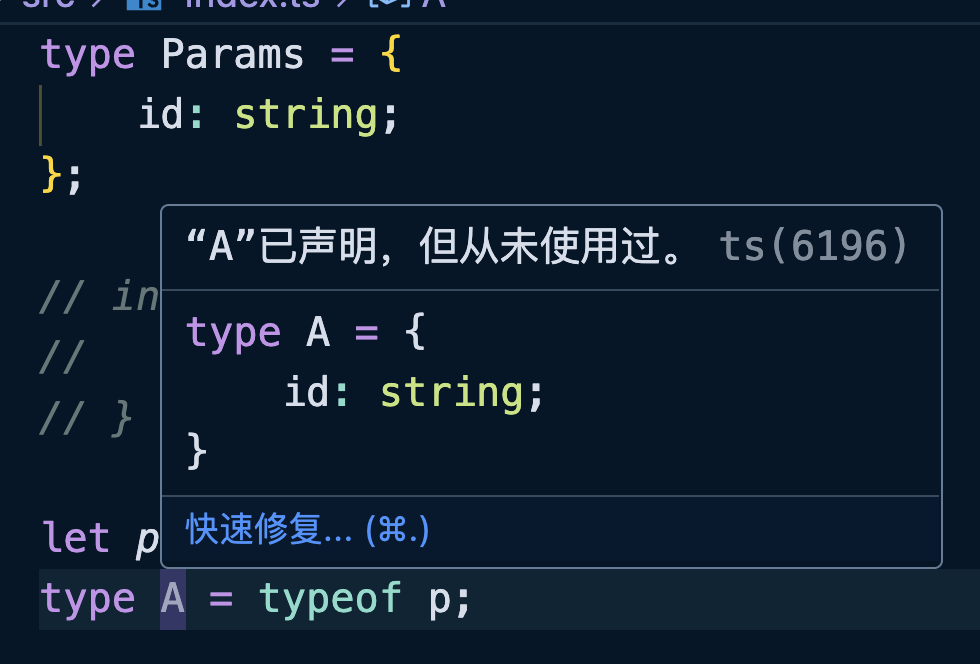 src > TS index.ts > A
type Params = {
    id: string;
};
“A”已声明，但从未使用过。 ts(6196)
// in
type A = {
//
    id: string;
// }
}
快速修复... (⌘.)
let p
type A = typeof p;